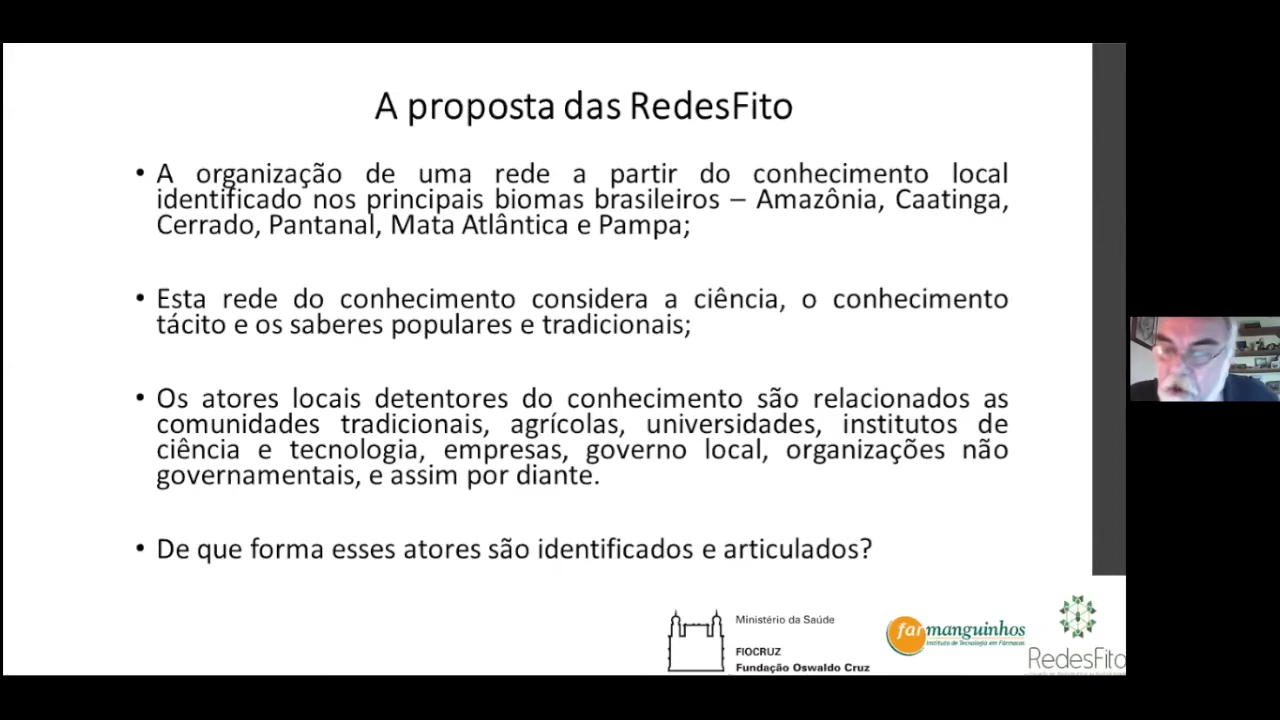 A proposta das RedesFito
• A organização de uma rede a partir do conhecimento local
identificado nos principais biomas brasileiros – Amazônia, Caatinga,
Cerrado, Pantanal, Mata Atlântica e Pampa;
• Esta rede do conhecimento considera a ciência, o conhecimento
tácito e os saberes populares e tradicionais;
• Os atores locais detentores do conhecimento são relacionados as
comunidades tradicionais, agrícolas, universidades, institutos de
ciência e tecnologia, empresas, governo local, organizações não
governamentais, e assim por diante.
• De que forma esses atores são identificados e articulados?
Ministério da Saúde
FIOCRUZ
Fundação Oswaldo Cruz
farmanguinhos
Instituto de Tecnologia em Fármacos
RedesFito